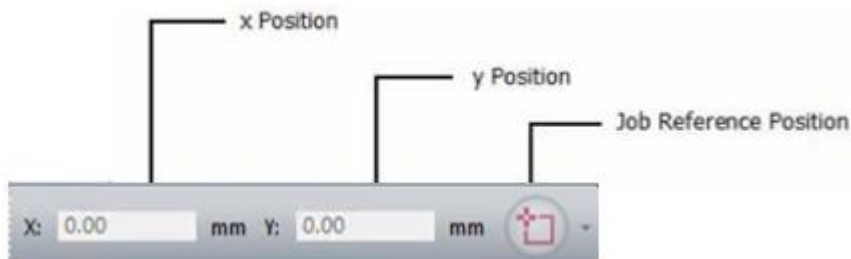 x Position
y Position
Job Reference Position
X: 0.00 mm Y: 0.00 mm